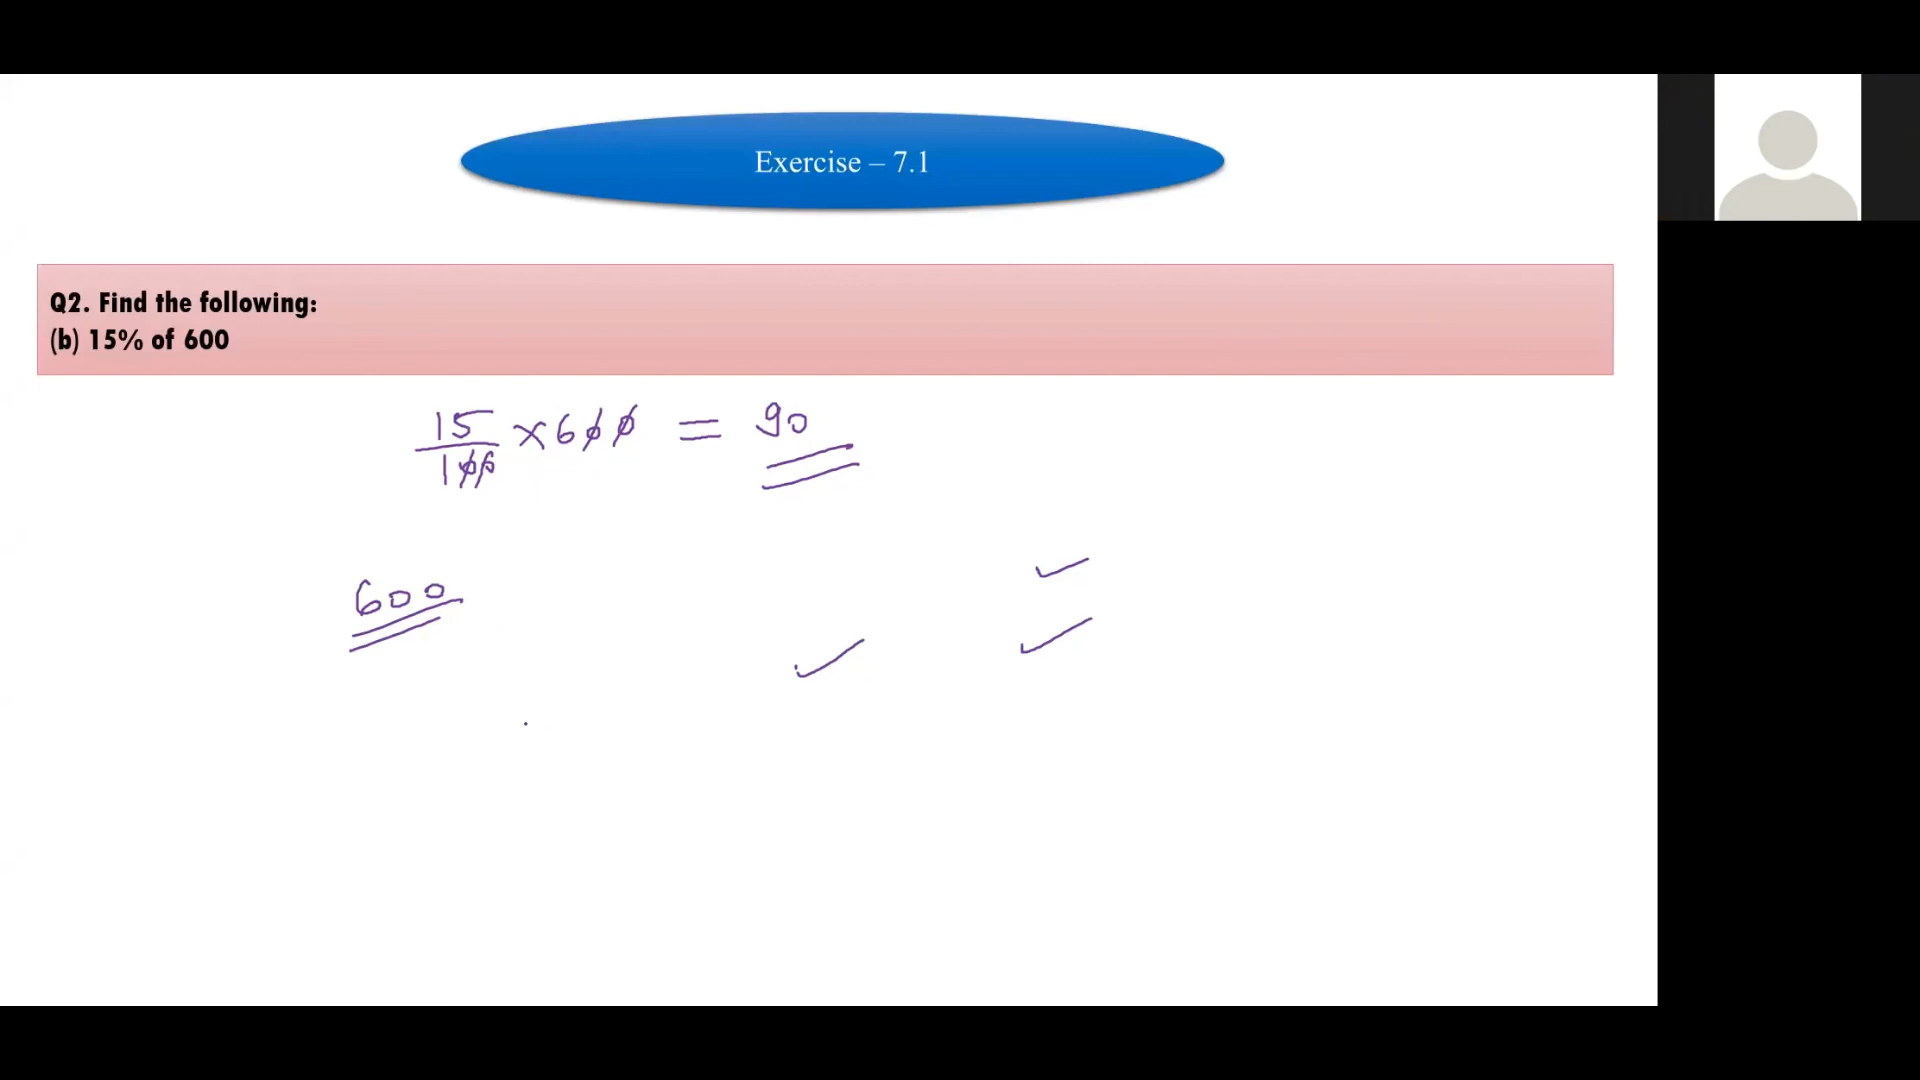 Exercise – 7.1
Q2. Find the following:
(b) 15% of 600
15/100 × 600 = 90
600